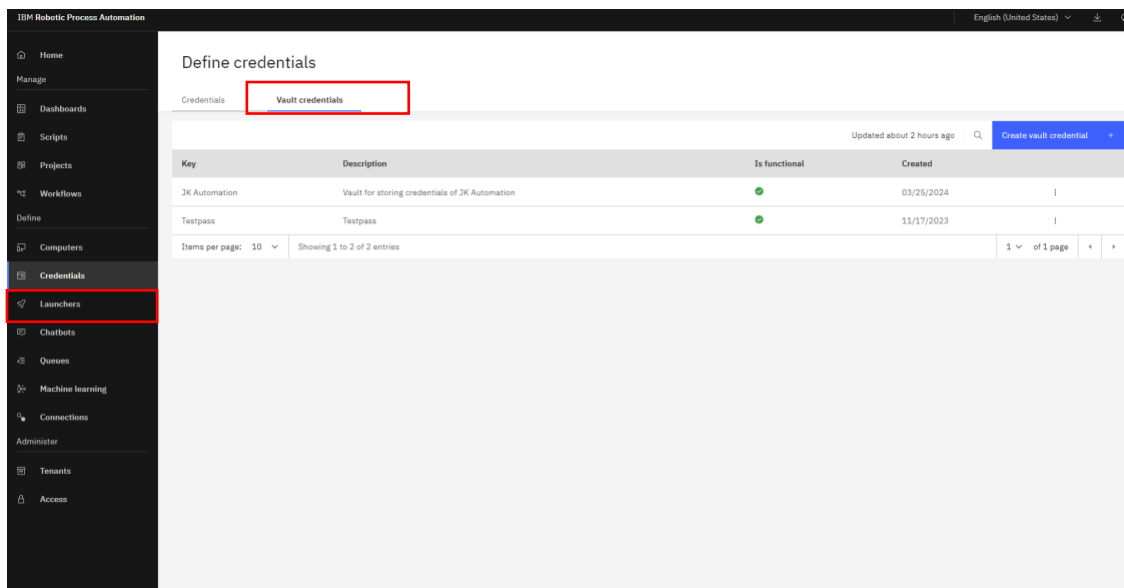 IBM Robotic Process Automation
English (United States)
Home
Manage
Dashboards
Scripts
Projects
Workflows
Define
Computers
Credentials
Launchers
Chatbots
Queues
Machine learning
Connections
Administer
Tenants
Access
Define credentials
Credentials Vault credentials
Updated about 2 hours ago Create vault credential +
Key Description Is functional Created
JK Automation Vault for storing credentials of JK Automation 03/25/2024
Testpass Testpass 11/17/2023
Items per page: 10 Showing 1 to 2 of 2 entries 1 of 1 page